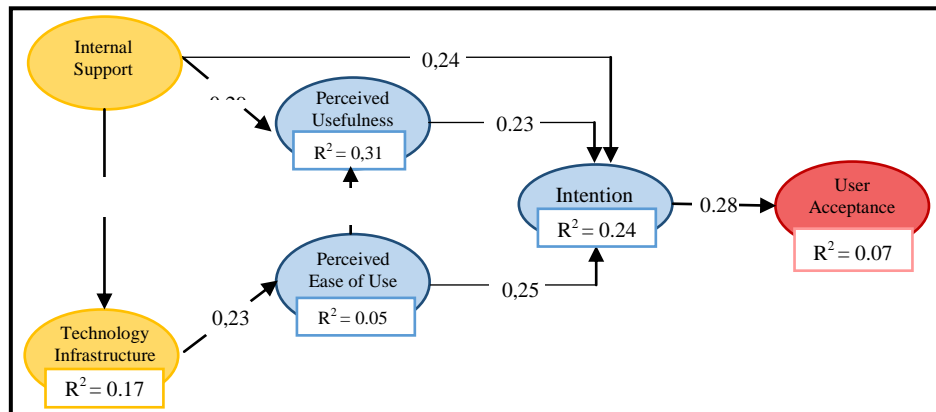 Internal
Support
0,24
Perceived
Usefulness
R² = 0,31
0.23
Intention
R² = 0.24
0.28
User
Acceptance
R² = 0.07
Perceived
Ease of Use
R² = 0.05
0,25
0,23
Technology
Infrastructure
R² = 0.17